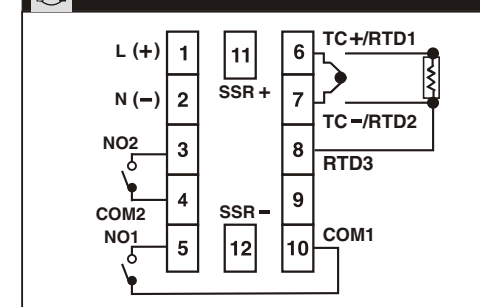 L (+) 1 11 6 TC+/RTD1
N (−) 2 SSR + 7 TC −/RTD2
NO2 3 8 RTD3
COM2 4 SSR − 9
NO1 5 12 10 COM1